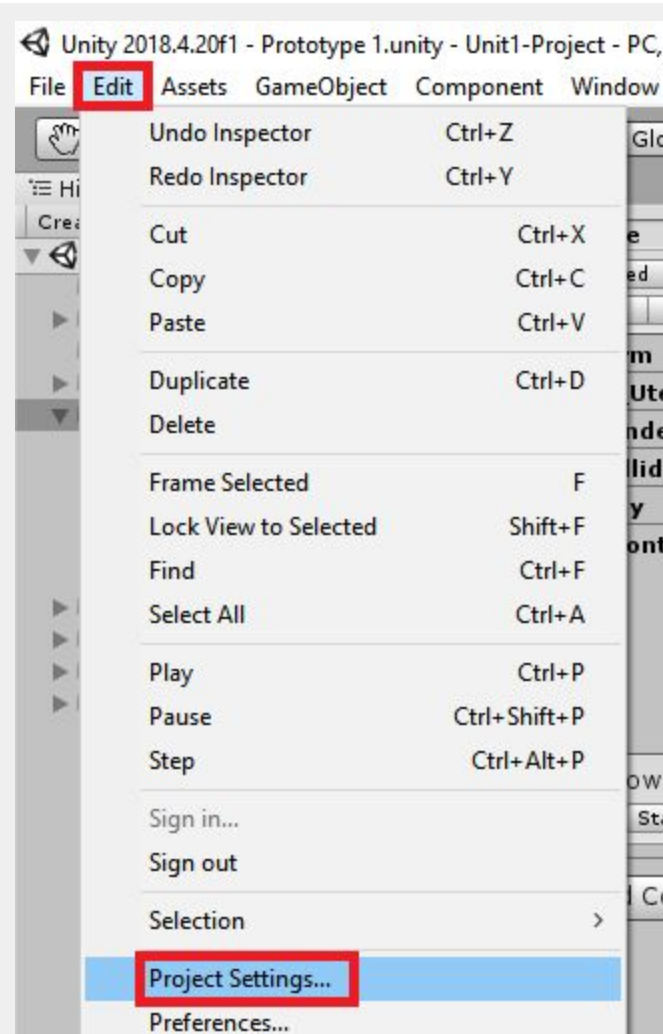 Unity 2018.4.20f1 - Prototype 1.unity - Unit1-Project - PC,
File Edit Assets GameObject Component Window
Undo Inspector Ctrl+Z
Redo Inspector Ctrl+Y
Cut Ctrl+X
Copy Ctrl+C
Paste Ctrl+V
Duplicate Ctrl+D
Delete
Frame Selected F
Lock View to Selected Shift+F
Find Ctrl+F
Select All Ctrl+A
Play Ctrl+P
Pause Ctrl+Shift+P
Step Ctrl+Alt+P
Sign in...
Sign out
Selection >
Project Settings...
Preferences...